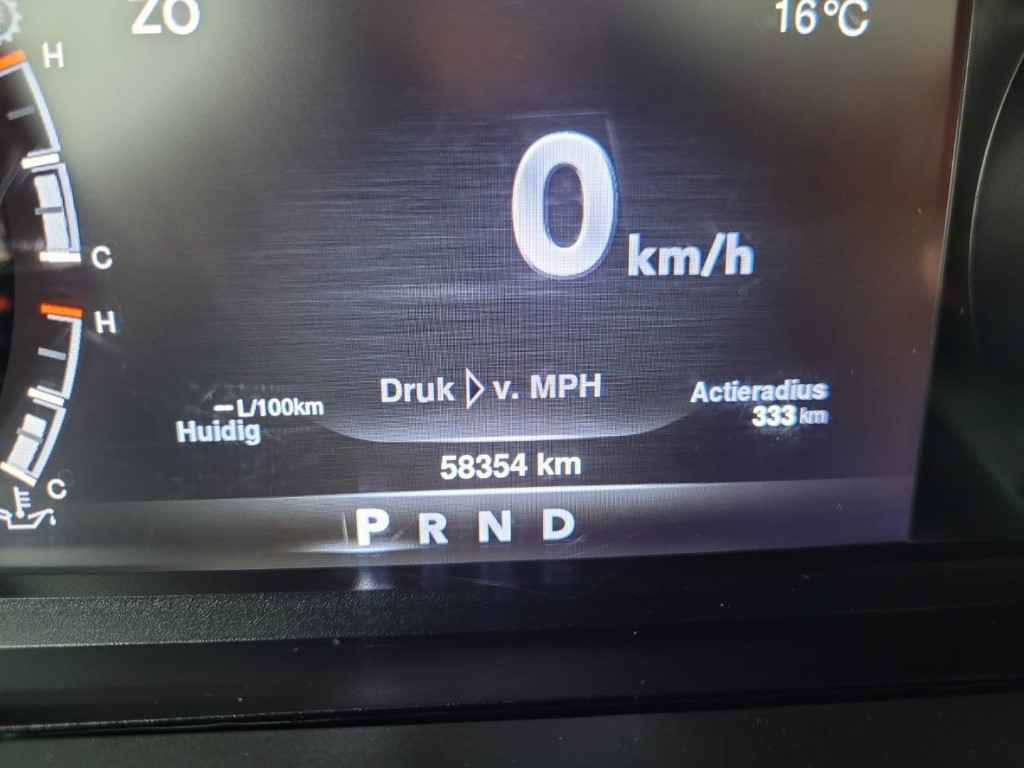 ZO
16°C
H
0 km/h
C
H
Druk ▷ v. MPH
Actieradius
333 km
–L/100km
Huidig
58354 km
C
P R N D